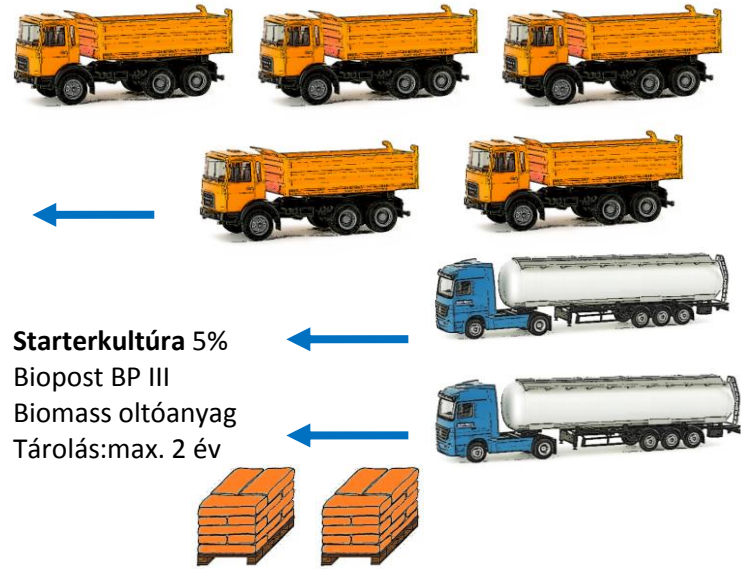 Starterkultúra 5%
Biopost BP III
Biomass oltóanyag
Tárolás:max. 2 év